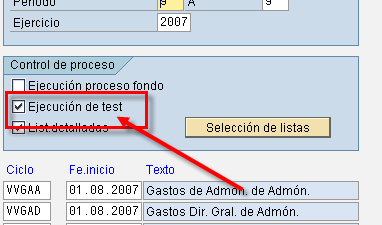 Período 9 A 9
Ejercicio 2007
Control de proceso
Ejecución proceso fondo
Ejecución de test
List.detalladas Selección de listas
Ciclo Fe.inicio Texto
VVGAA 01.08.2007 Gastos de Admón. de Admón.
VVGAD 01.08.2007 Gastos Dir. Gral. de Admón.